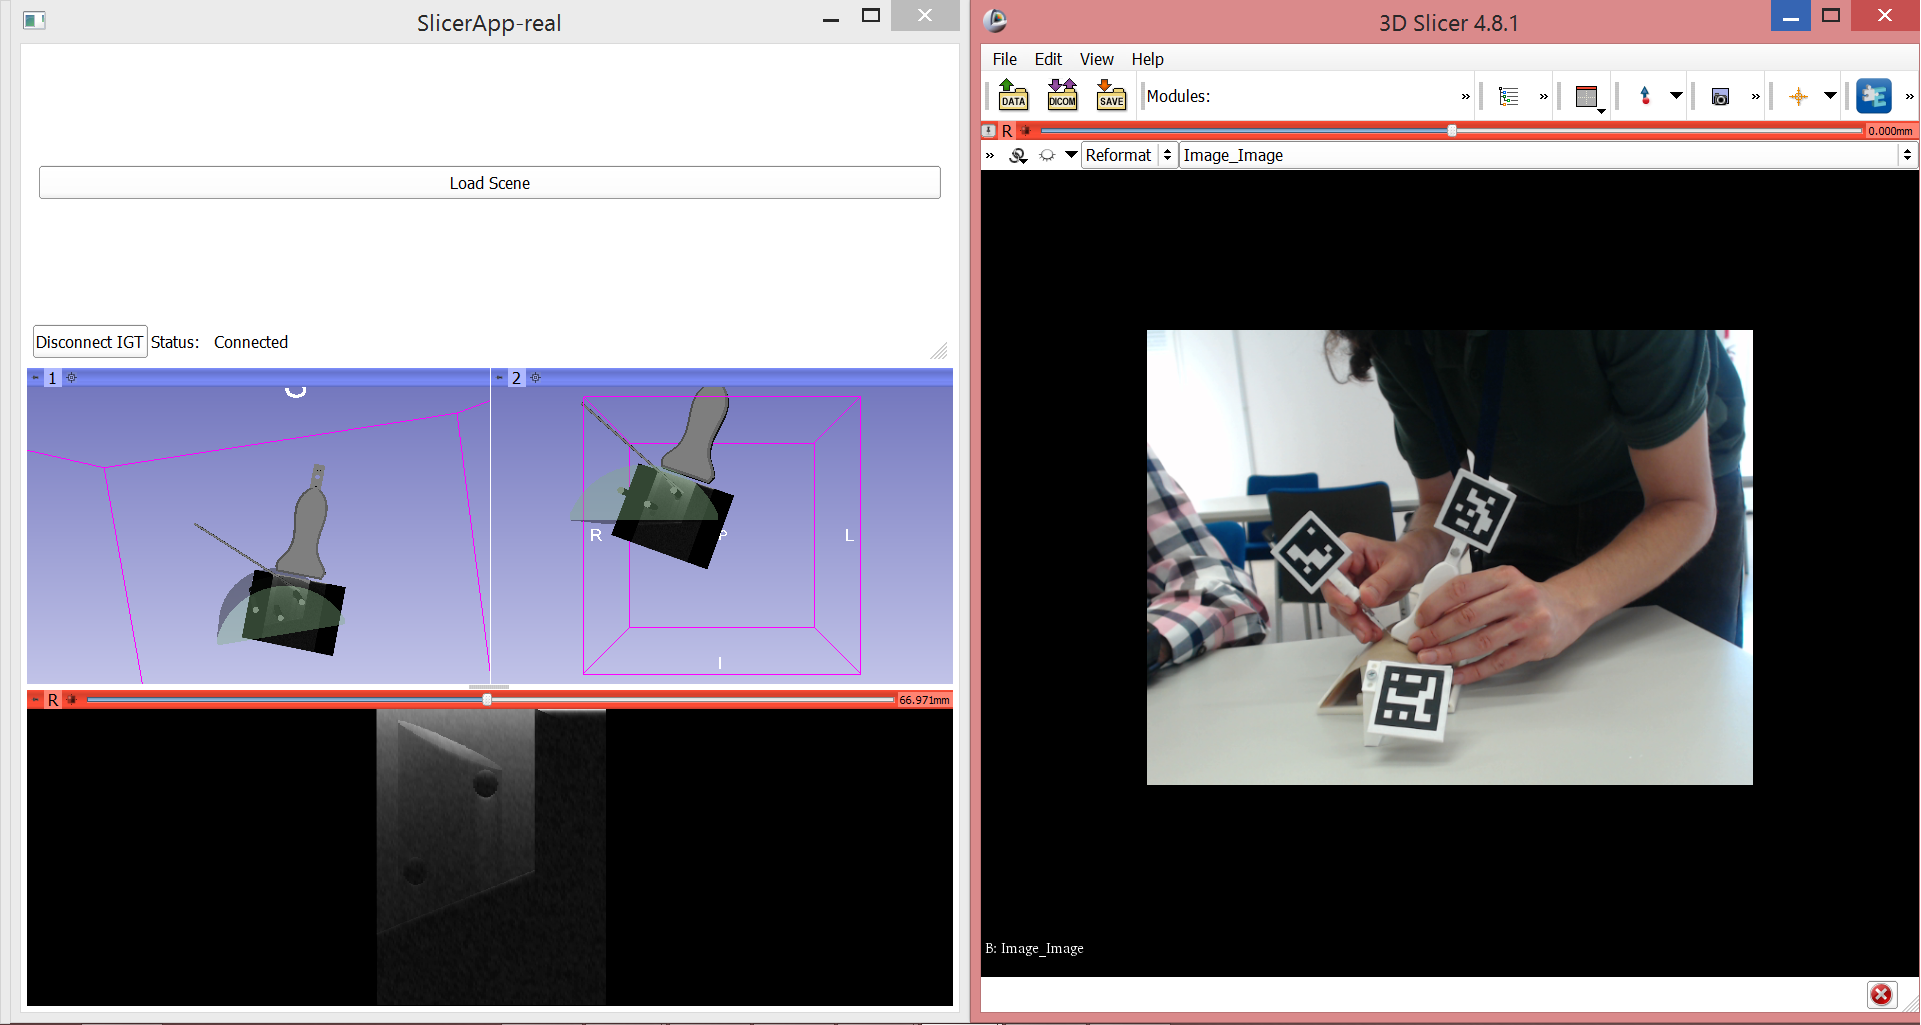 SlicerApp-real
Load Scene
Disconnect IGT Status: Connected
1
2
R
P
L
I
R
66.971mm
3D Slicer 4.8.1
File Edit View Help
DATA
DICOM
SAVE
Modules:
R
0.000mm
Reformat
Image_Image
B: Image_Image